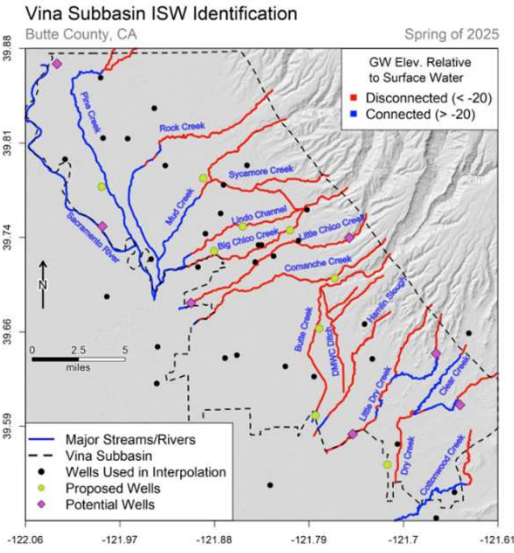 Vina Subbasin ISW Identification
Butte County, CA
Spring of 2025
GW Elev. Relative
to Surface Water
Disconnected (< -20)
Connected (> -20)
39.88
39.81
39.74
39.66
39.59
Pine Creek
Rock Creek
Sycamore Creek
Mud Creek
Lindo Channel
Sacramento River
Big Chico Creek
Little Chico Creek
Comanche Creek
Hamlin Slough
Butte Creek
DMWC Ditch
Little Dry Creek
Clear Creek
Dry Creek
Cottonwood Creek
N
0 2.5 5
miles
Major Streams/Rivers
Vina Subbasin
Wells Used in Interpolation
Proposed Wells
Potential Wells
-122.06 -121.97 -121.88 -121.79 -121.7 -121.61